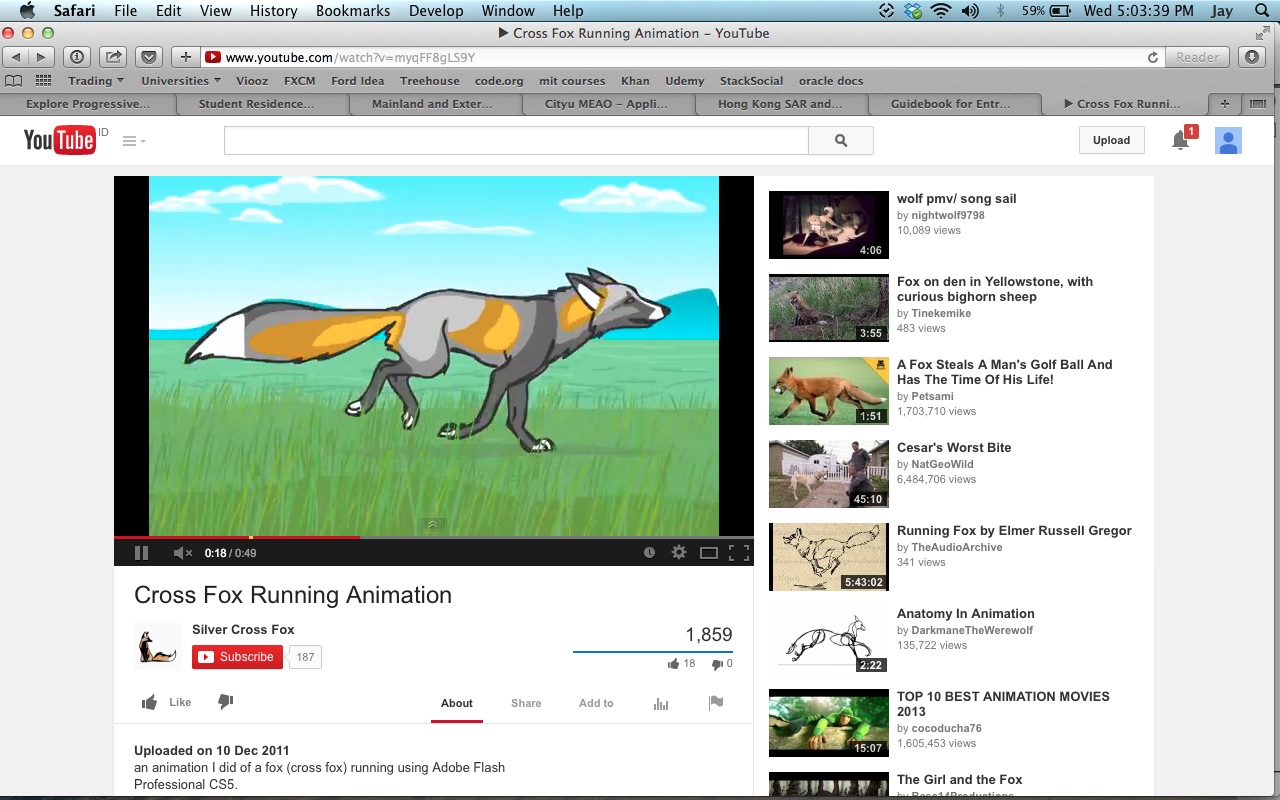 Safari File Edit View History Bookmarks Develop Window Help 59% Wed 5:03:39 PM Jay
▶ Cross Fox Running Animation – YouTube
www.youtube.com/watch?v=myqFF8gLS9Y Reader
Trading Universities Viooz FXCM Ford Idea Treehouse code.org mit courses Khan Udemy StackSocial oracle docs
Explore Progressive... Student Residence... Mainland and Exter... Cityu MEAO – Appli... Hong Kong SAR and... Guidebook for Entr... ▶ Cross Fox Runni...
YouTube ID Upload 1
0:18 / 0:49
Cross Fox Running Animation
Silver Cross Fox
Subscribe 187
1,859
18 0
Like About Share Add to
Uploaded on 10 Dec 2011
an animation I did of a fox (cross fox) running using Adobe Flash
Professional CS5.
4:06
wolf pmv/ song sail
by nightwolf9798
10,089 views
3:55
Fox on den in Yellowstone, with
curious bighorn sheep
by Tinekemike
483 views
1:51
A Fox Steals A Man's Golf Ball And
Has The Time Of His Life!
by Petsami
1,703,710 views
45:10
Cesar's Worst Bite
by NatGeoWild
6,484,706 views
5:43:02
Running Fox by Elmer Russell Gregor
by TheAudioArchive
341 views
2:22
Anatomy In Animation
by DarkmaneTheWerewolf
135,722 views
15:07
TOP 10 BEST ANIMATION MOVIES
2013
by cocoducha76
1,605,453 views
The Girl and the Fox
by Base14Productions